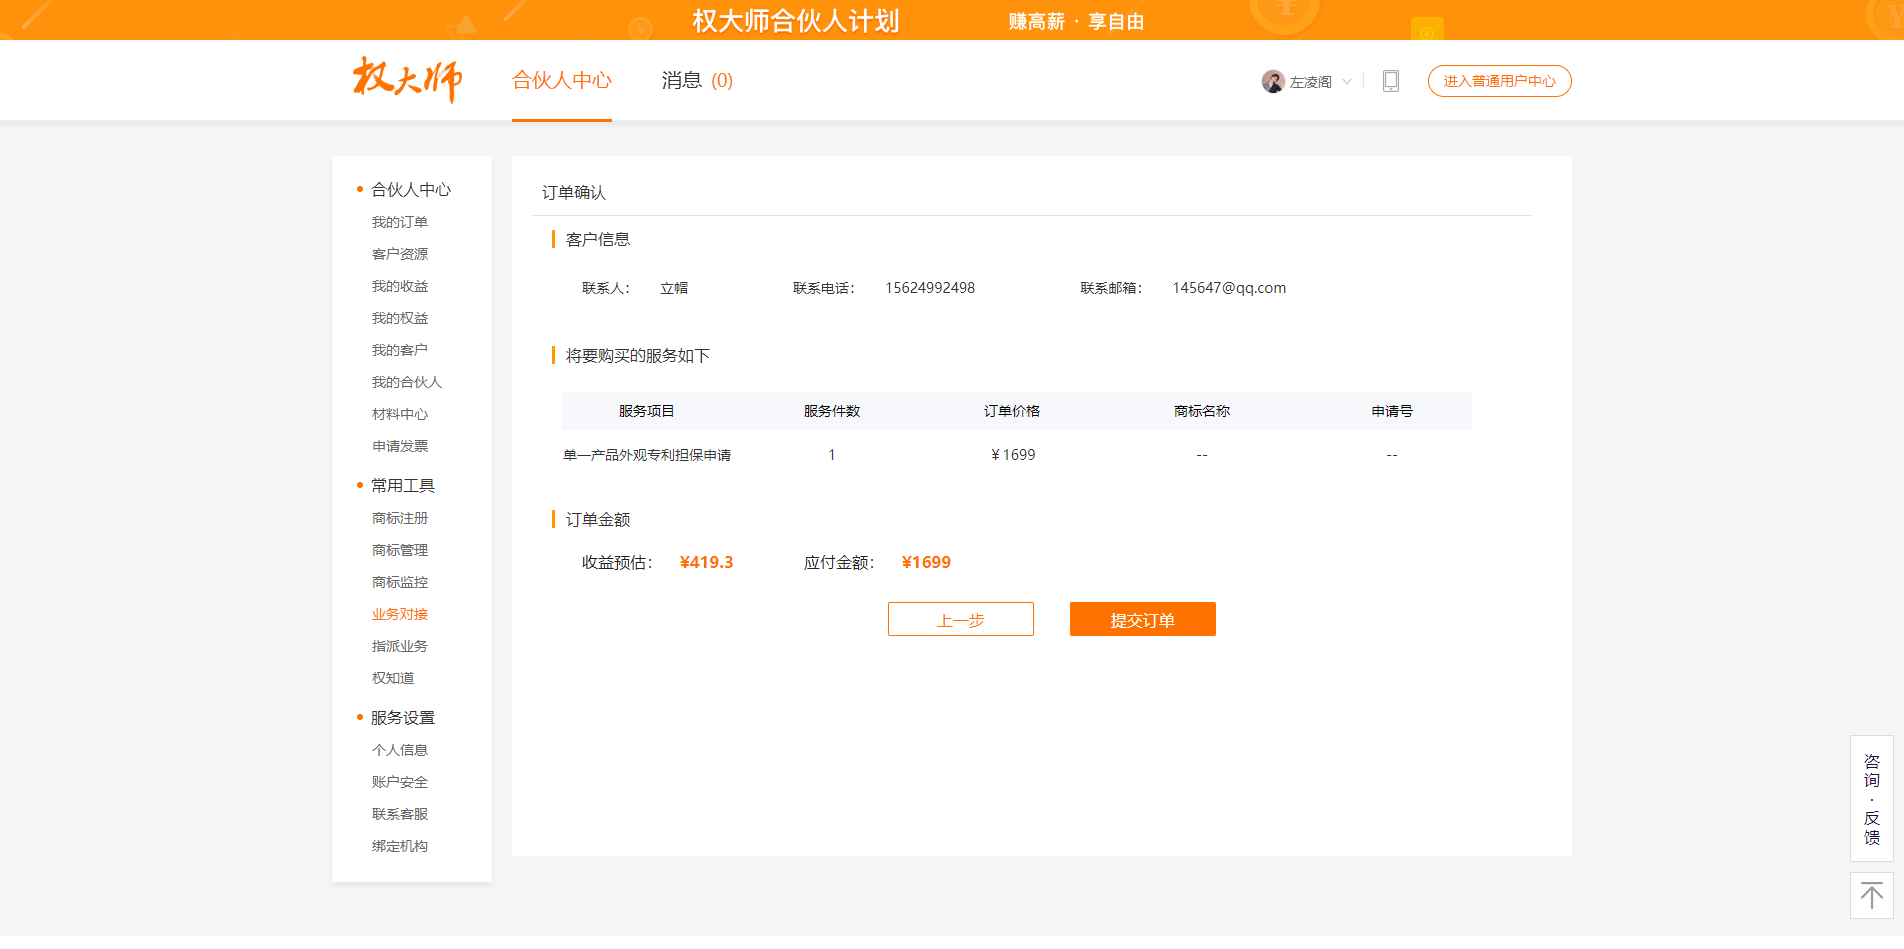 权大师合伙人计划 赚高薪 · 享自由
权大师 合伙人中心 消息 (0) 左凌阁 进入普通用户中心
合伙人中心
我的订单
客户资源
我的收益
我的权益
我的客户
我的合伙人
材料中心
申请发票
常用工具
商标注册
商标管理
商标监控
业务对接
指派业务
权知道
服务设置
个人信息
账户安全
联系客服
绑定机构
订单确认
客户信息
联系人： 立帽 联系电话： 15624992498 联系邮箱： 145647@qq.com
将要购买的服务如下
服务项目 服务件数 订单价格 商标名称 申请号
单一产品外观专利担保申请 1 ￥1699 -- --
订单金额
收益预估： ¥419.3 应付金额： ¥1699
上一步 提交订单
咨询·反馈